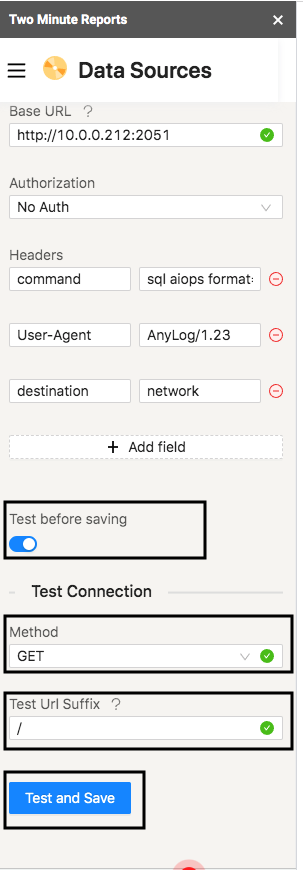 Two Minute Reports
Data Sources
Base URL ?
http://10.0.0.212:2051
Authorization
No Auth
Headers
command sql aiops format
User-Agent AnyLog/1.23
destination network
+ Add field
Test before saving
Test Connection
Method
GET
Test Url Suffix ?
/
Test and Save